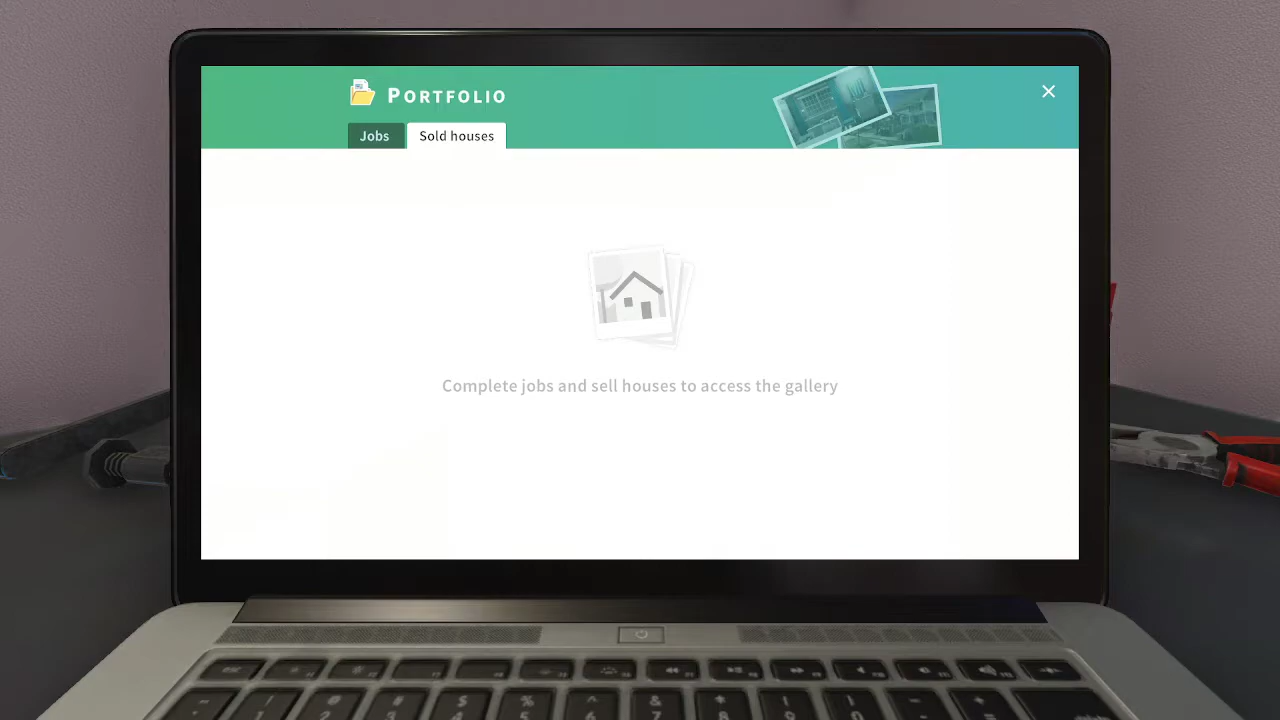 PORTFOLIO
Jobs
Sold houses
Complete jobs and sell houses to access the gallery